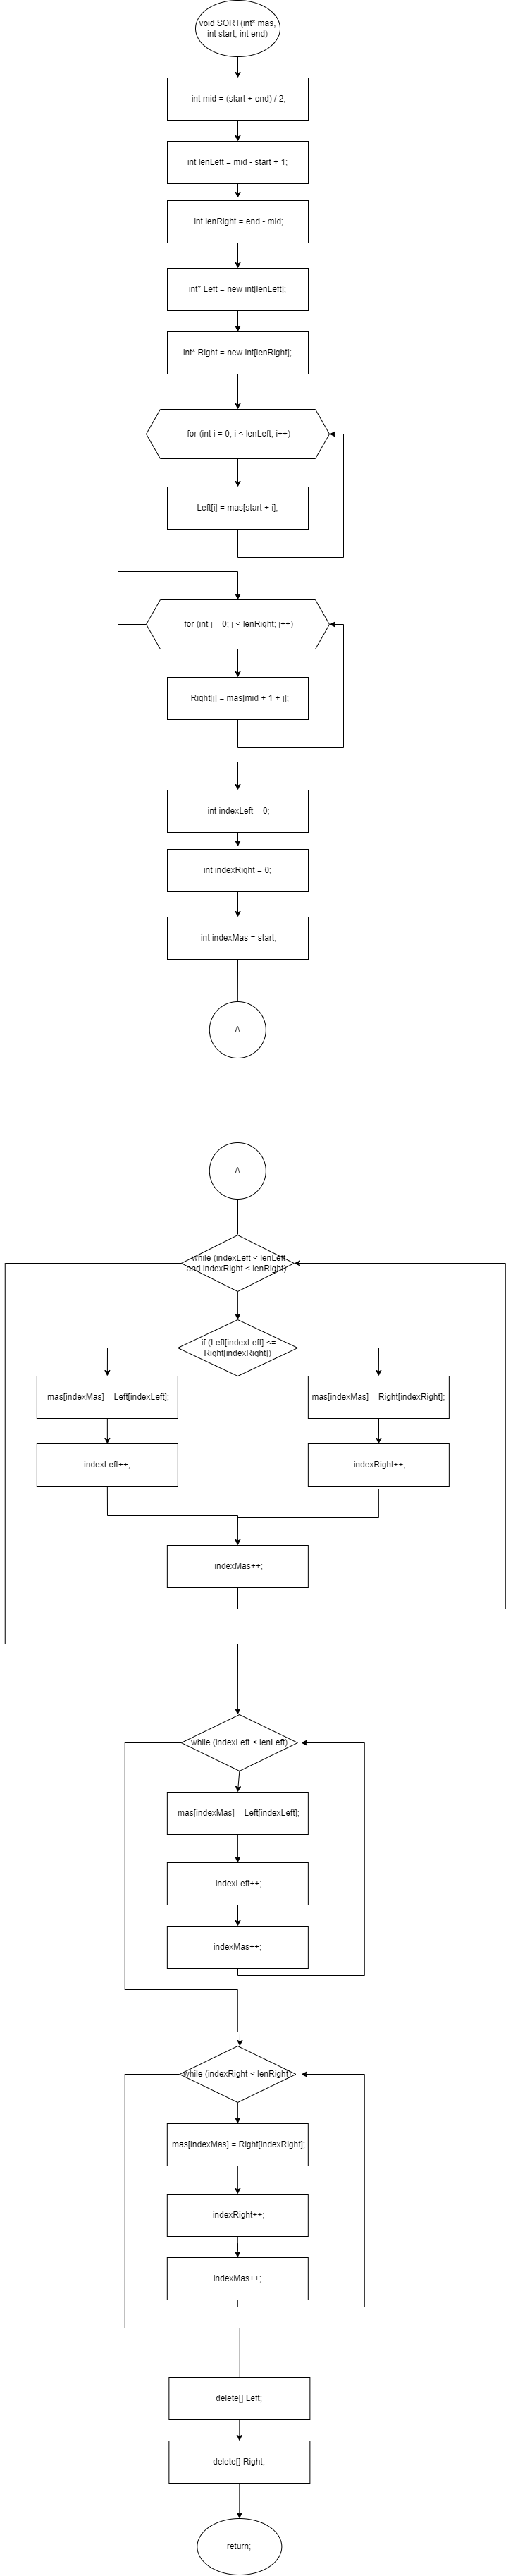 void SORT(int* mas,
int start, int end)
int mid = (start + end) / 2;
int lenLeft = mid - start + 1;
int lenRight = end - mid;
int* Left = new int[lenLeft];
int* Right = new int[lenRight];
for (int i = 0; i < lenLeft; i++)
Left[i] = mas[start + i];
for (int j = 0; j < lenRight; j++)
Right[j] = mas[mid + 1 + j];
int indexLeft = 0;
int indexRight = 0;
int indexMas = start;
A
A
while (indexLeft < lenLeft
and indexRight < lenRight)
if (Left[indexLeft] <=
Right[indexRight])
mas[indexMas] = Left[indexLeft];
mas[indexMas] = Right[indexRight];
indexLeft++;
indexRight++;
indexMas++;
while (indexLeft < lenLeft)
mas[indexMas] = Left[indexLeft];
indexLeft++;
indexMas++;
while (indexRight < lenRight)
mas[indexMas] = Right[indexRight];
indexRight++;
indexMas++;
delete[] Left;
delete[] Right;
return;